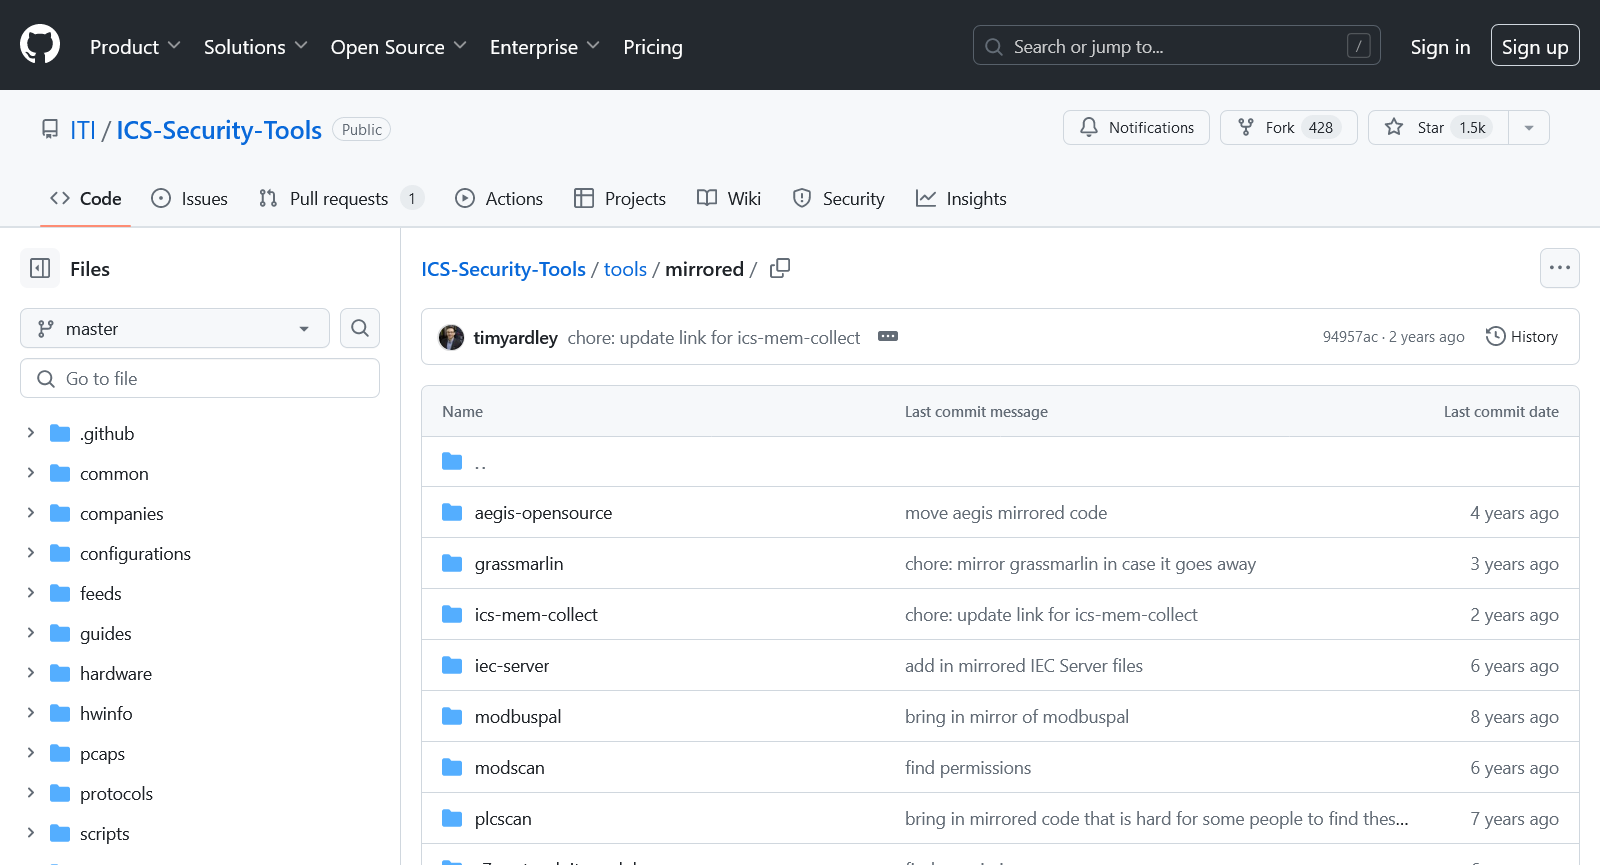 Product Solutions Open Source Enterprise Pricing Search or jump to... / Sign in Sign up
ITI / ICS-Security-Tools Public Notifications Fork 428 Star 1.5k
Code Issues Pull requests 1 Actions Projects Wiki Security Insights
Files
master
Go to file
.github
common
companies
configurations
feeds
guides
hardware
hwinfo
pcaps
protocols
scripts
ICS-Security-Tools / tools / mirrored /
timyardley chore: update link for ics-mem-collect 94957ac · 2 years ago History
Name Last commit message Last commit date
..
aegis-opensource move aegis mirrored code 4 years ago
grassmarlin chore: mirror grassmarlin in case it goes away 3 years ago
ics-mem-collect chore: update link for ics-mem-collect 2 years ago
iec-server add in mirrored IEC Server files 6 years ago
modbuspal bring in mirror of modbuspal 8 years ago
modscan find permissions 6 years ago
plcscan bring in mirrored code that is hard for some people to find thes... 7 years ago